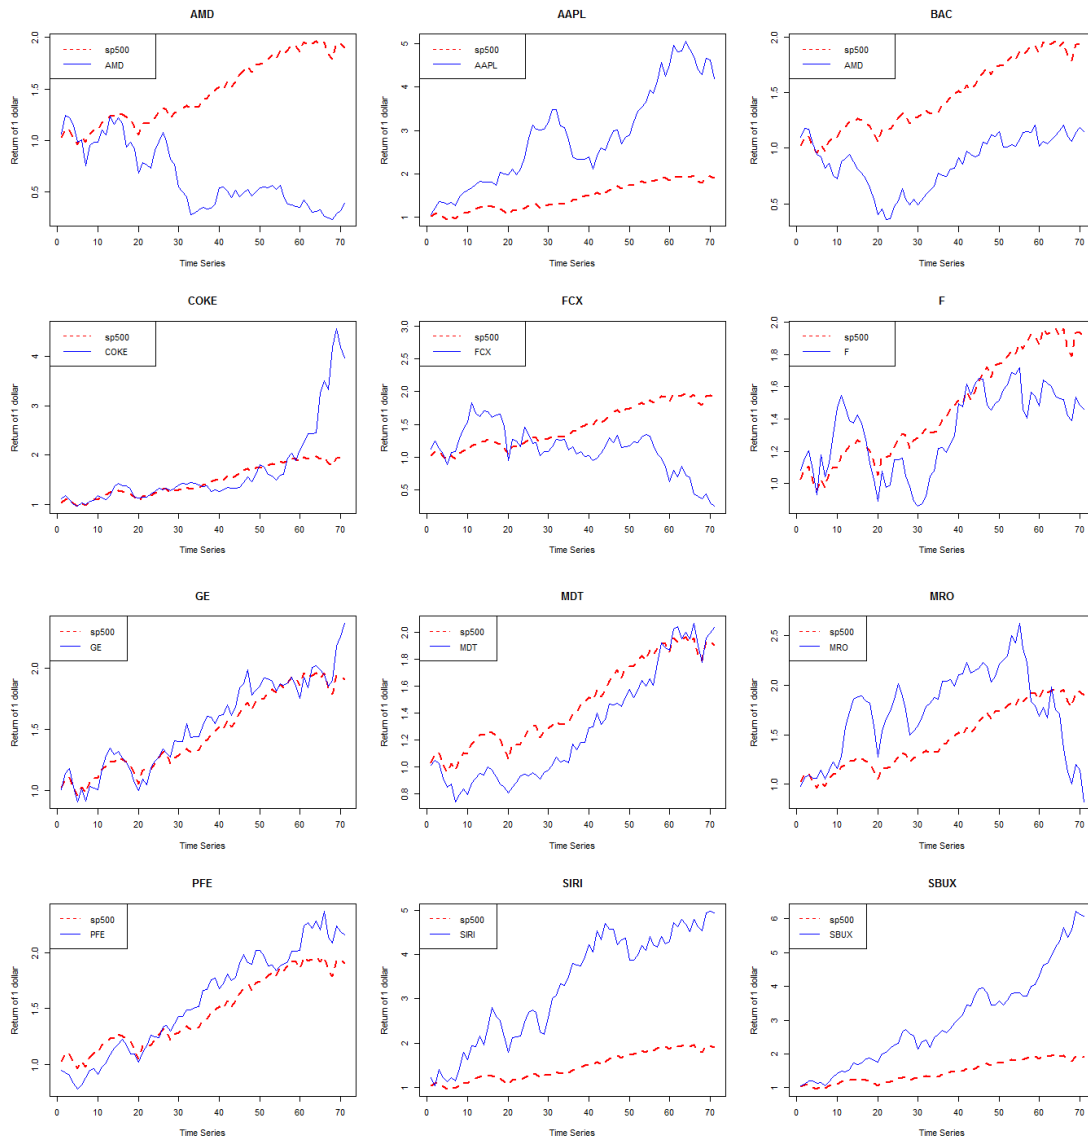 AMD
sp500
AMD
Return of 1 dollar
0.5 1.0 1.5 2.0
0 10 20 30 40 50 60 70
Time Series
AAPL
sp500
AAPL
Return of 1 dollar
1 2 3 4 5
0 10 20 30 40 50 60 70
Time Series
BAC
sp500
AMD
Return of 1 dollar
0.5 1.0 1.5 2.0
0 10 20 30 40 50 60 70
Time Series
COKE
sp500
COKE
Return of 1 dollar
1 2 3 4
0 10 20 30 40 50 60 70
Time Series
FCX
sp500
FCX
Return of 1 dollar
0.5 1.0 1.5 2.0 2.5 3.0
0 10 20 30 40 50 60 70
Time Series
F
sp500
F
Return of 1 dollar
1.0 1.2 1.4 1.6 1.8 2.0
0 10 20 30 40 50 60 70
Time Series
GE
sp500
GE
Return of 1 dollar
1.0 1.5 2.0
0 10 20 30 40 50 60 70
Time Series
MDT
sp500
MDT
Return of 1 dollar
0.8 1.0 1.2 1.4 1.6 1.8 2.0
0 10 20 30 40 50 60 70
Time Series
MRO
sp500
MRO
Return of 1 dollar
1.0 1.5 2.0 2.5
0 10 20 30 40 50 60 70
Time Series
PFE
sp500
PFE
Return of 1 dollar
1.0 1.5 2.0
0 10 20 30 40 50 60 70
Time Series
SIRI
sp500
SIRI
Return of 1 dollar
1 2 3 4 5
0 10 20 30 40 50 60 70
Time Series
SBUX
sp500
SBUX
Return of 1 dollar
1 2 3 4 5 6
0 10 20 30 40 50 60 70
Time Series